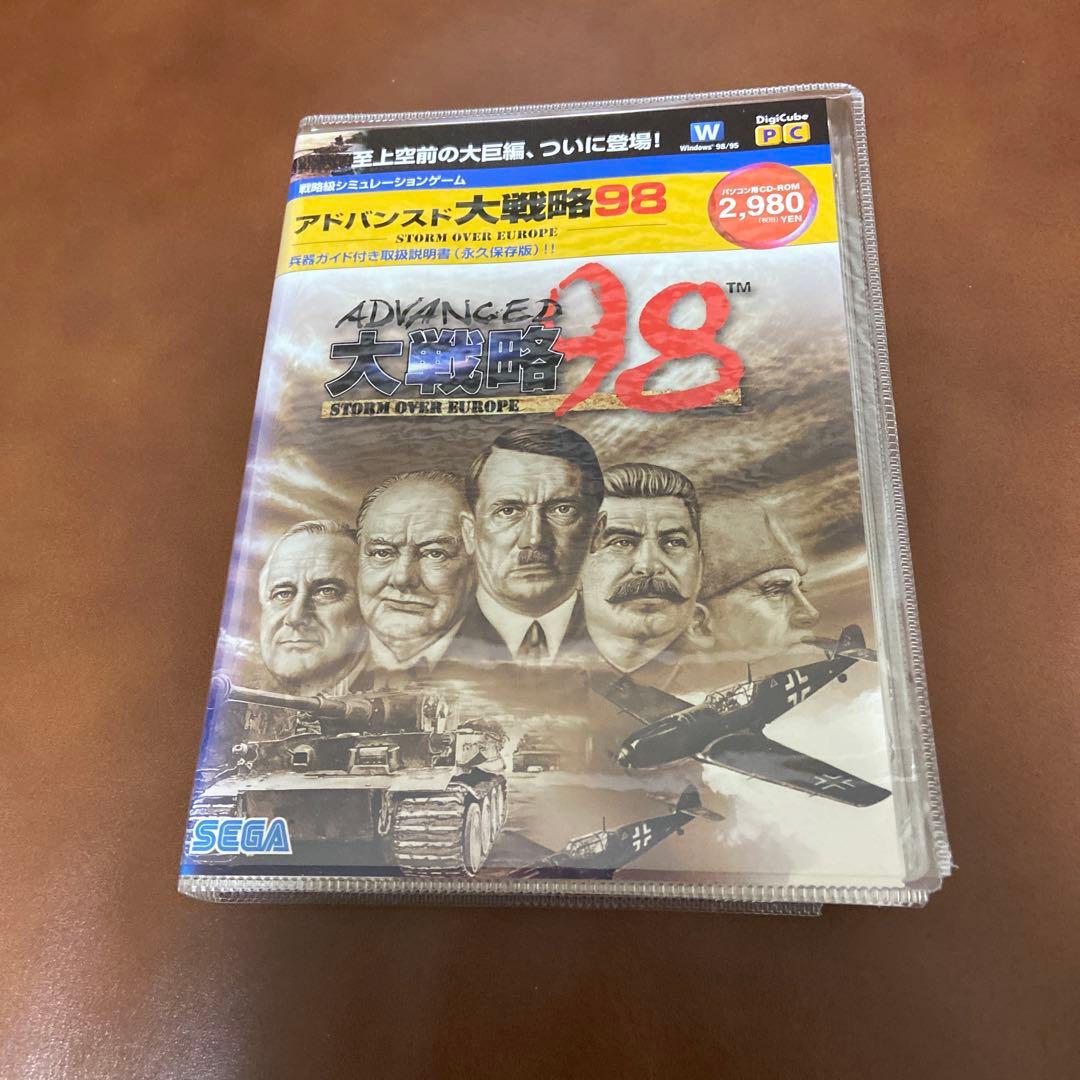 至上空前の大巨編、ついに登場!
W
Windows® 98/95
DigiCube
PC
戦略級シミュレーションゲーム
アドバンスド大戦略98
STORM OVER EUROPE
兵器ガイド付き取扱説明書(永久保存版)!!
パソコン用CD-ROM
2,980
(税別) YEN
ADVANCED
大戦略98™
STORM OVER EUROPE
SEGA